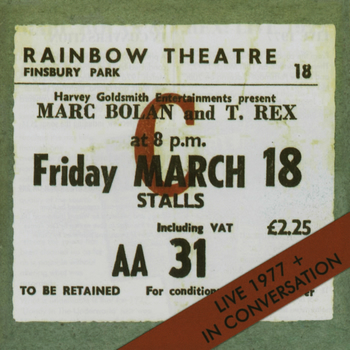 RAINBOW THEATRE
FINSBURY PARK 18
Harvey Goldsmith Entertainments present
MARC BOLAN and T. REX
at 8 p.m.
C
Friday MARCH 18
STALLS
Including VAT £2.25
AA 31
TO BE RETAINED For conditions
LIVE 1977 +
IN CONVERSATION